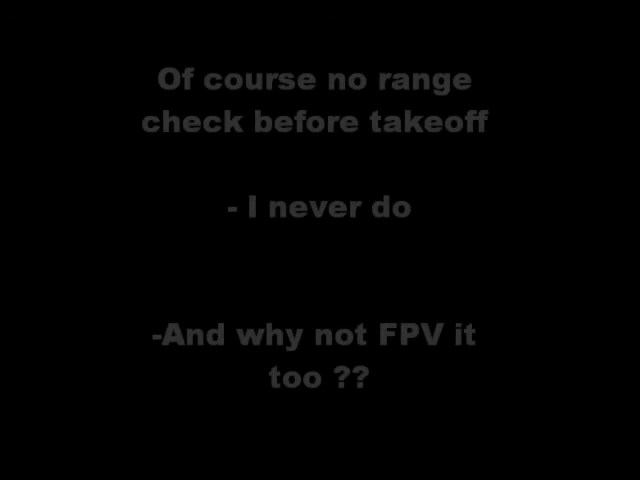 Of course no range
check before takeoff
- I never do
-And why not FPV it
too ??